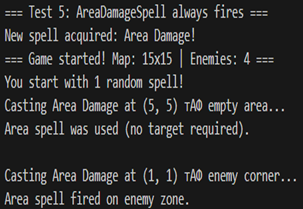 === Test 5: AreaDamageSpell always fires ===
New spell acquired: Area Damage!
=== Game started! Map: 15x15 | Enemies: 4 ===
You start with 1 random spell!
Casting Area Damage at (5, 5) тАФ empty area...
Area spell was used (no target required).
Casting Area Damage at (1, 1) тАФ enemy corner...
Area spell fired on enemy zone.